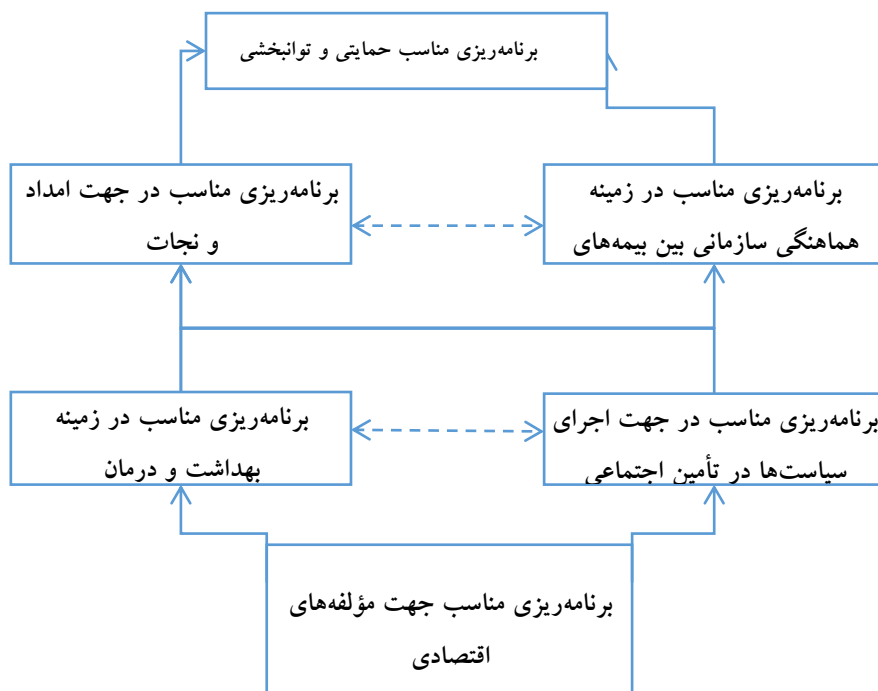 برنامه‌ریزی مناسب حمایتی و توانبخشی
برنامه‌ریزی مناسب در زمینه
هماهنگی سازمانی بین بیمه‌های
برنامه‌ریزی مناسب در جهت امداد
و نجات
برنامه‌ریزی مناسب در جهت اجرای
سیاست‌ها در تأمین اجتماعی
برنامه‌ریزی مناسب در زمینه
بهداشت و درمان
برنامه‌ریزی مناسب جهت مؤلفه‌های
اقتصادی